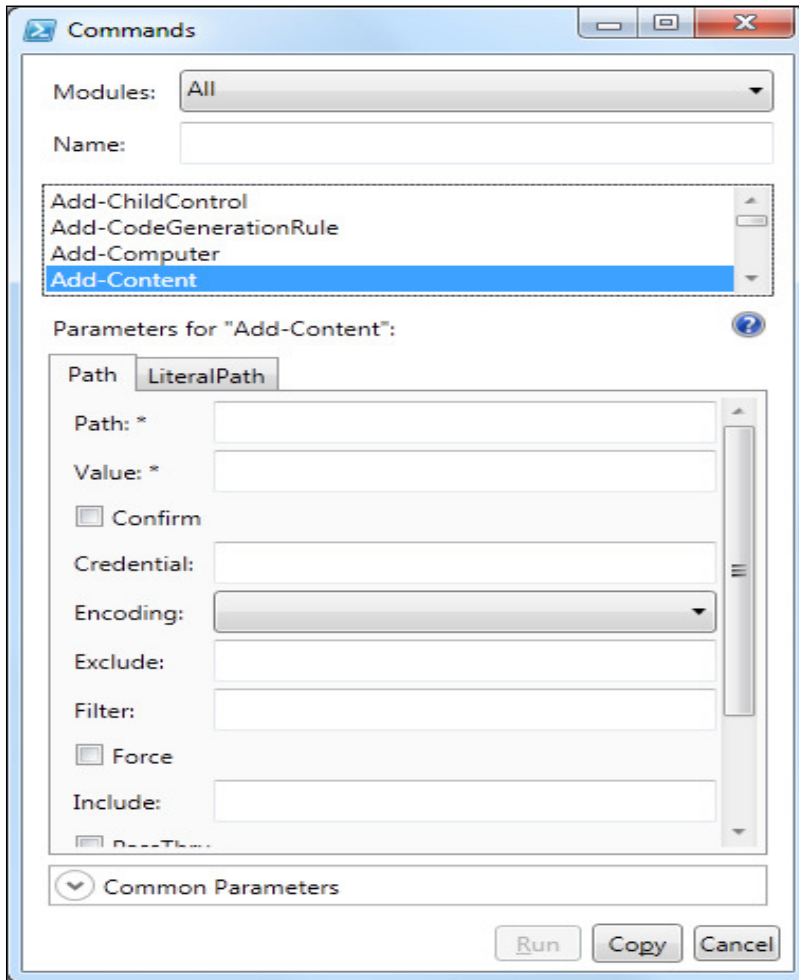 Commands
Modules: All
Name:
Add-ChildControl
Add-CodeGenerationRule
Add-Computer
Add-Content
Parameters for "Add-Content":
Path LiteralPath
Path: *
Value: *
Confirm
Credential:
Encoding:
Exclude:
Filter:
Force
Include:
PassThru
Common Parameters
Run Copy Cancel